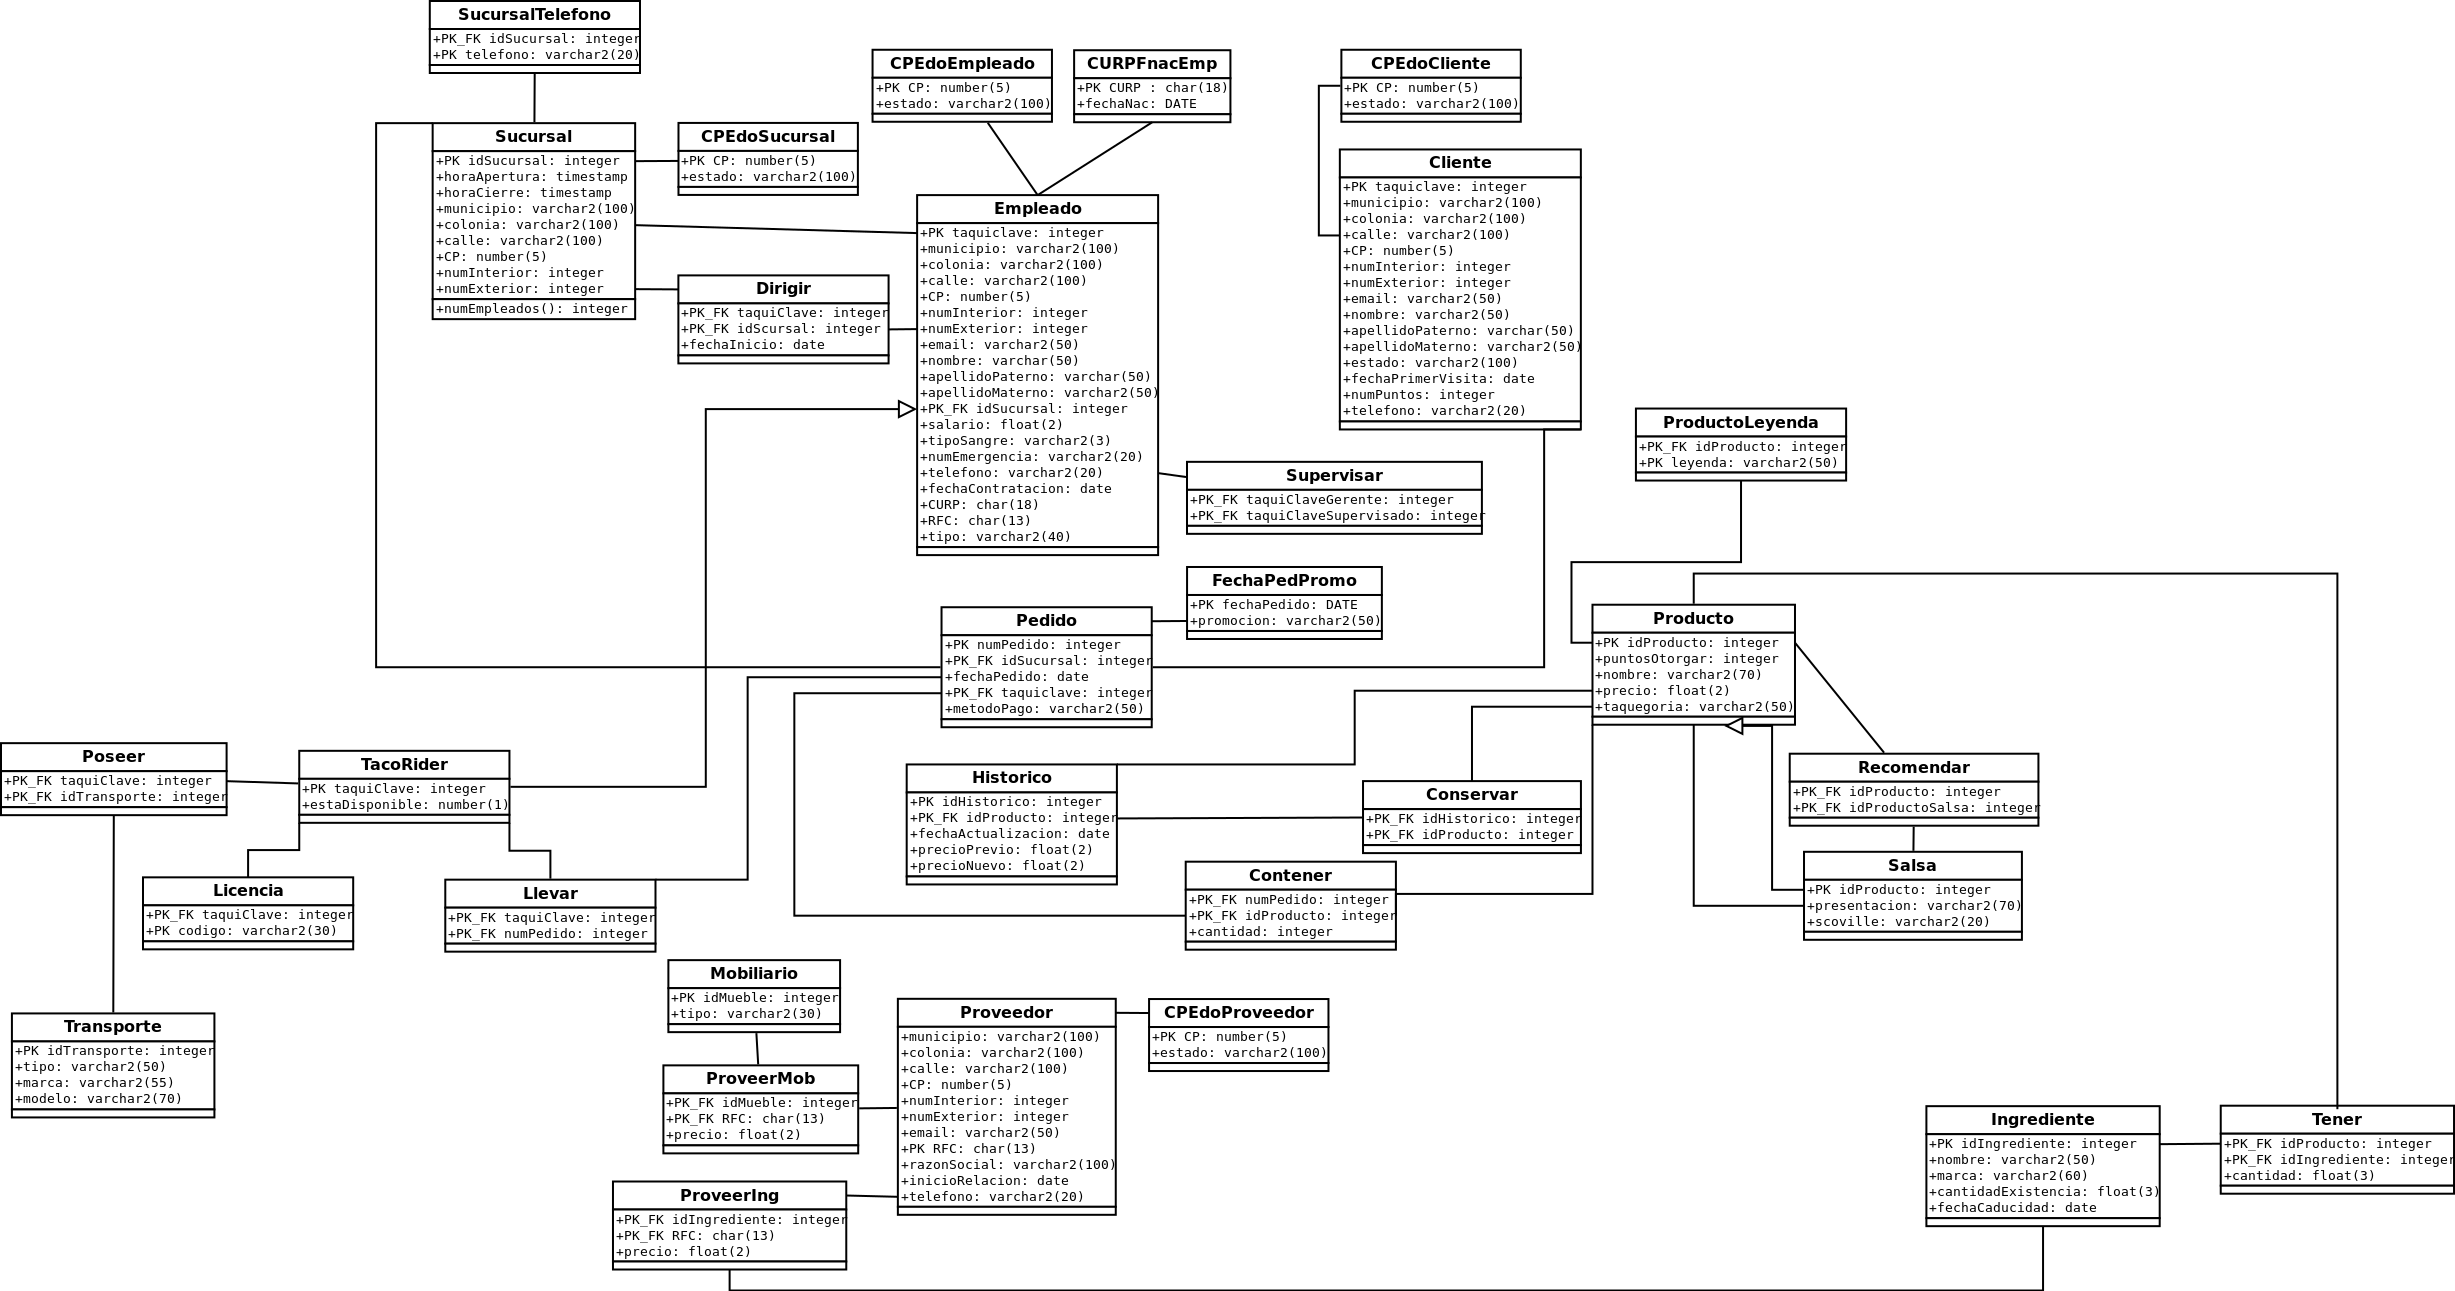 SucursalTelefono
+PK_FK idSucursal: integer
+PK telefono: varchar2(20)
CPEdoEmpleado
+PK CP: number(5)
+estado: varchar2(100)
CURPFnacEmp
+PK CURP : char(18)
+fechaNac: DATE
CPEdoCliente
+PK CP: number(5)
+estado: varchar2(100)
Sucursal
+PK idSucursal: integer
+horaApertura: timestamp
+horaCierre: timestamp
+municipio: varchar2(100)
+colonia: varchar2(100)
+calle: varchar2(100)
+CP: number(5)
+numInterior: integer
+numExterior: integer
+numEmpleados(): integer
CPEdoSucursal
+PK CP: number(5)
+estado: varchar2(100)
Cliente
+PK taquiclave: integer
+municipio: varchar2(100)
+colonia: varchar2(100)
+calle: varchar2(100)
+CP: number(5)
+numInterior: integer
+numExterior: integer
+email: varchar2(50)
+nombre: varchar2(50)
+apellidoPaterno: varchar(50)
+apellidoMaterno: varchar2(50)
+estado: varchar2(100)
+fechaPrimerVisita: date
+numPuntos: integer
+telefono: varchar2(20)
Empleado
+PK taquiclave: integer
+municipio: varchar2(100)
+colonia: varchar2(100)
+calle: varchar2(100)
+CP: number(5)
+numInterior: integer
+numExterior: integer
+email: varchar2(50)
+nombre: varchar(50)
+apellidoPaterno: varchar(50)
+apellidoMaterno: varchar2(50)
+PK_FK idSucursal: integer
+salario: float(2)
+tipoSangre: varchar2(3)
+numEmergencia: varchar2(20)
+telefono: varchar2(20)
+fechaContratacion: date
+CURP: char(18)
+RFC: char(13)
+tipo: varchar2(40)
Dirigir
+PK_FK taquiClave: integer
+PK_FK idScursal: integer
+fechaInicio: date
ProductoLeyenda
+PK_FK idProducto: integer
+PK leyenda: varchar2(50)
Supervisar
+PK_FK taquiClaveGerente: integer
+PK_FK taquiClaveSupervisado: integer
FechaPedPromo
+PK fechaPedido: DATE
+promocion: varchar2(50)
Pedido
+PK numPedido: integer
+PK_FK idSucursal: integer
+fechaPedido: date
+PK_FK taquiclave: integer
+metodoPago: varchar2(50)
Producto
+PK idProducto: integer
+puntosOtorgar: integer
+nombre: varchar2(70)
+precio: float(2)
+taquegoria: varchar2(50)
Poseer
+PK_FK taquiClave: integer
+PK_FK idTransporte: integer
TacoRider
+PK taquiClave: integer
+estaDisponible: number(1)
Historico
+PK idHistorico: integer
+PK_FK idProducto: integer
+fechaActualizacion: date
+precioPrevio: float(2)
+precioNuevo: float(2)
Conservar
+PK_FK idHistorico: integer
+PK_FK idProducto: integer
Recomendar
+PK_FK idProducto: integer
+PK_FK idProductoSalsa: integer
Salsa
+PK idProducto: integer
+presentacion: varchar2(70)
+scoville: varchar2(20)
Contener
+PK_FK numPedido: integer
+PK_FK idProducto: integer
+cantidad: integer
Licencia
+PK_FK taquiClave: integer
+PK codigo: varchar2(30)
Llevar
+PK_FK taquiClave: integer
+PK_FK numPedido: integer
Mobiliario
+PK idMueble: integer
+tipo: varchar2(30)
Proveedor
+municipio: varchar2(100)
+colonia: varchar2(100)
+calle: varchar2(100)
+CP: number(5)
+numInterior: integer
+numExterior: integer
+email: varchar2(50)
+PK RFC: char(13)
+razonSocial: varchar2(100)
+inicioRelacion: date
+telefono: varchar2(20)
CPEdoProveedor
+PK CP: number(5)
+estado: varchar2(100)
Transporte
+PK idTransporte: integer
+tipo: varchar2(50)
+marca: varchar2(55)
+modelo: varchar2(70)
ProveerMob
+PK_FK idMueble: integer
+PK_FK RFC: char(13)
+precio: float(2)
Ingrediente
+PK idIngrediente: integer
+nombre: varchar2(50)
+marca: varchar2(60)
+cantidadExistencia: float(3)
+fechaCaducidad: date
Tener
+PK_FK idProducto: integer
+PK_FK idIngrediente: integer
+cantidad: float(3)
ProveerIng
+PK_FK idIngrediente: integer
+PK_FK RFC: char(13)
+precio: float(2)